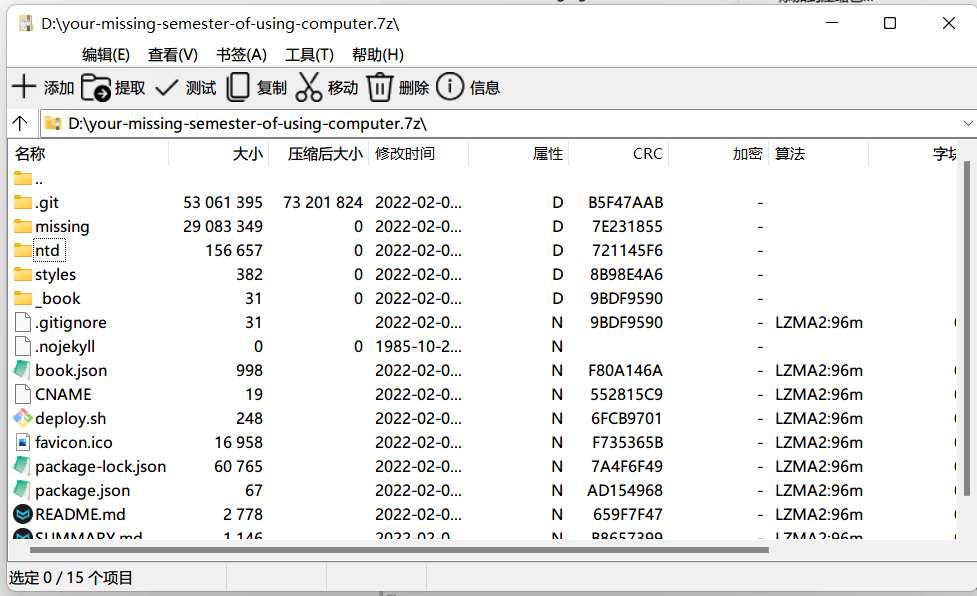 D:\your-missing-semester-of-using-computer.7z\
编辑(E) 查看(V) 书签(A) 工具(T) 帮助(H)
添加 提取 测试 复制 移动 删除 信息
D:\your-missing-semester-of-using-computer.7z\
名称 大小 压缩后大小 修改时间 属性 CRC 加密 算法
..
.git 53 061 395 73 201 824 2022-02-0... D B5F47AAB -
missing 29 083 349 0 2022-02-0... D 7E231855 -
ntd 156 657 0 2022-02-0... D 721145F6 -
styles 382 0 2022-02-0... D 8B98E4A6 -
_book 31 0 2022-02-0... D 9BDF9590 -
.gitignore 31 2022-02-0... N 9BDF9590 - LZMA2:96m
.nojekyll 0 0 1985-10-2... N -
book.json 998 2022-02-0... N F80A146A - LZMA2:96m
CNAME 19 2022-02-0... N 552815C9 - LZMA2:96m
deploy.sh 248 2022-02-0... N 6FCB9701 - LZMA2:96m
favicon.ico 16 958 2022-02-0... N F735365B - LZMA2:96m
package-lock.json 60 765 2022-02-0... N 7A4F6F49 - LZMA2:96m
package.json 67 2022-02-0... N AD154968 - LZMA2:96m
README.md 2 778 2022-02-0... N 659F7F47 - LZMA2:96m
SUMMARY.md 1 146 2022-02-0... N B8657399 - LZMA2:96m
选定 0 / 15 个项目